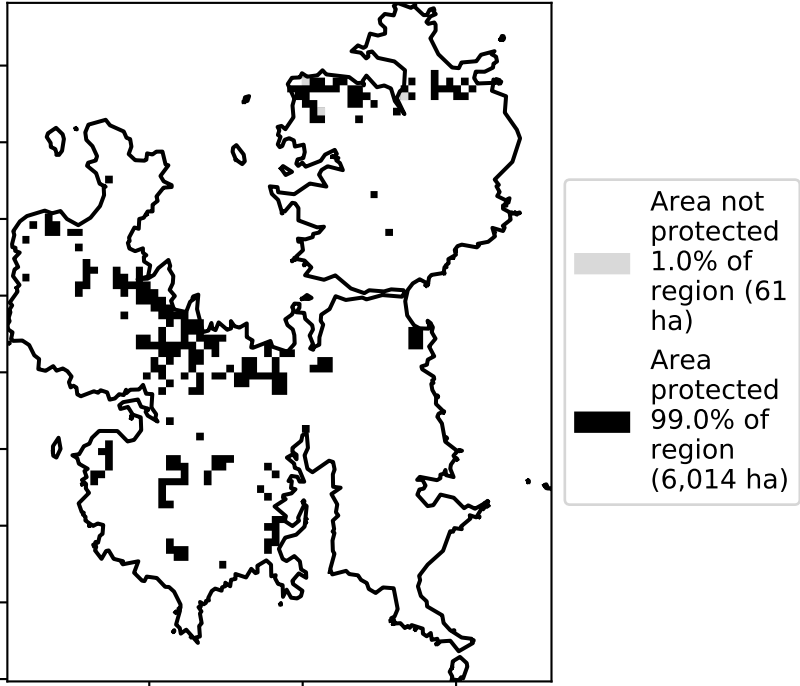 Area not
protected
1.0% of
region (61
ha)
Area
protected
99.0% of
region
(6,014 ha)